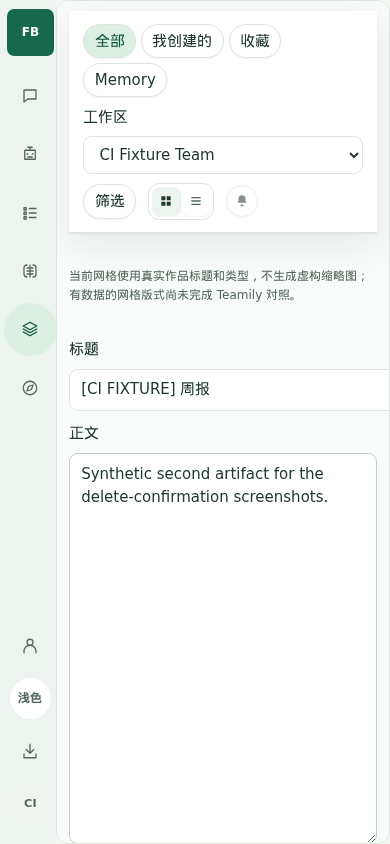 FB
全部
我创建的
收藏
Memory
工作区
CI Fixture Team
筛选
当前网格使用真实作品标题和类型，不生成虚构缩略图；
有数据的网格版式尚未完成 Teamily 对照。
标题
[CI FIXTURE] 周报
正文
Synthetic second artifact for the
delete-confirmation screenshots.
浅色
CI